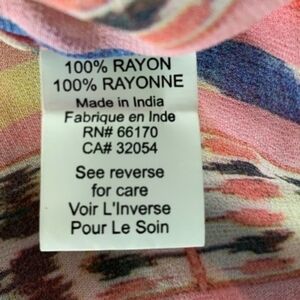 100% RAYON
100% RAYONNE
Made in India
Fabrique en Inde
RN# 66170
CA# 32054
See reverse
for care
Voir L'Inverse
Pour Le Soin